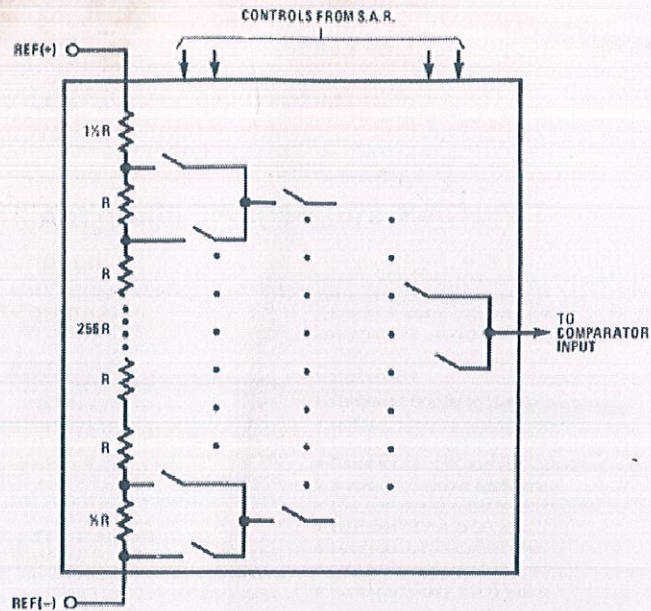 CONTROLS FROM S.A.R.
REF(+)
1½R
R
R
256R
R
R
½R
TO
COMPARATOR
INPUT
REF(−)